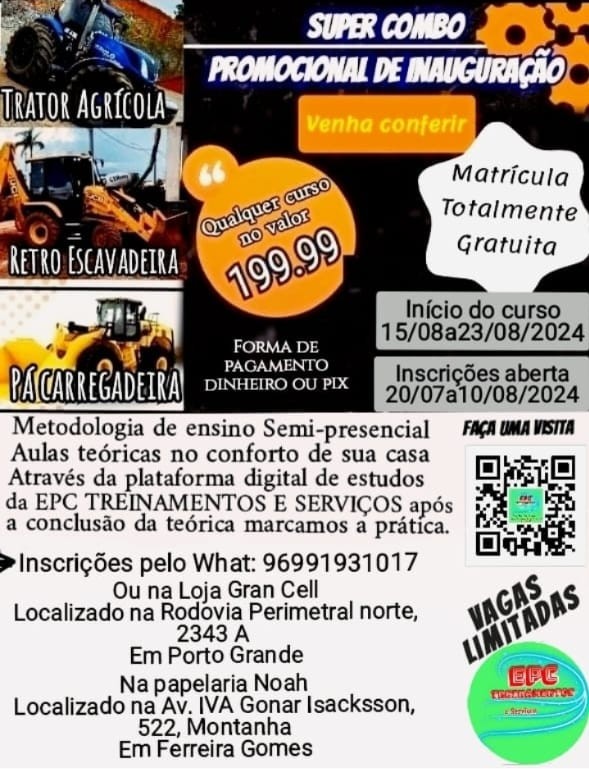 SUPER COMBO
PROMOCIONAL DE INAUGURAÇÃO
Venha conferir
TRATOR AGRÍCOLA
RETRO ESCAVADEIRA
PÁ CARREGADEIRA
“
Qualquer curso
no valor
199.99
Matrícula
Totalmente
Gratuita
FORMA DE
PAGAMENTO
DINHEIRO OU PIX
Início do curso
15/08a23/08/2024
Inscrições aberta
20/07a10/08/2024
Metodologia de ensino Semi-presencial
Aulas teóricas no conforto de sua casa
Através da plataforma digital de estudos
da EPC TREINAMENTOS E SERVIÇOS após
a conclusão da teórica marcamos a prática.
FAÇA UMA VISITA
Inscrições pelo What: 96991931017
Ou na Loja Gran Cell
Localizado na Rodovia Perimetral norte,
2343 A
Em Porto Grande
Na papelaria Noah
Localizado na Av. IVA Gonar Isacksson,
522, Montanha
Em Ferreira Gomes
VAGAS
LIMITADAS
EPC
TREINAMENTOS
e Serviços